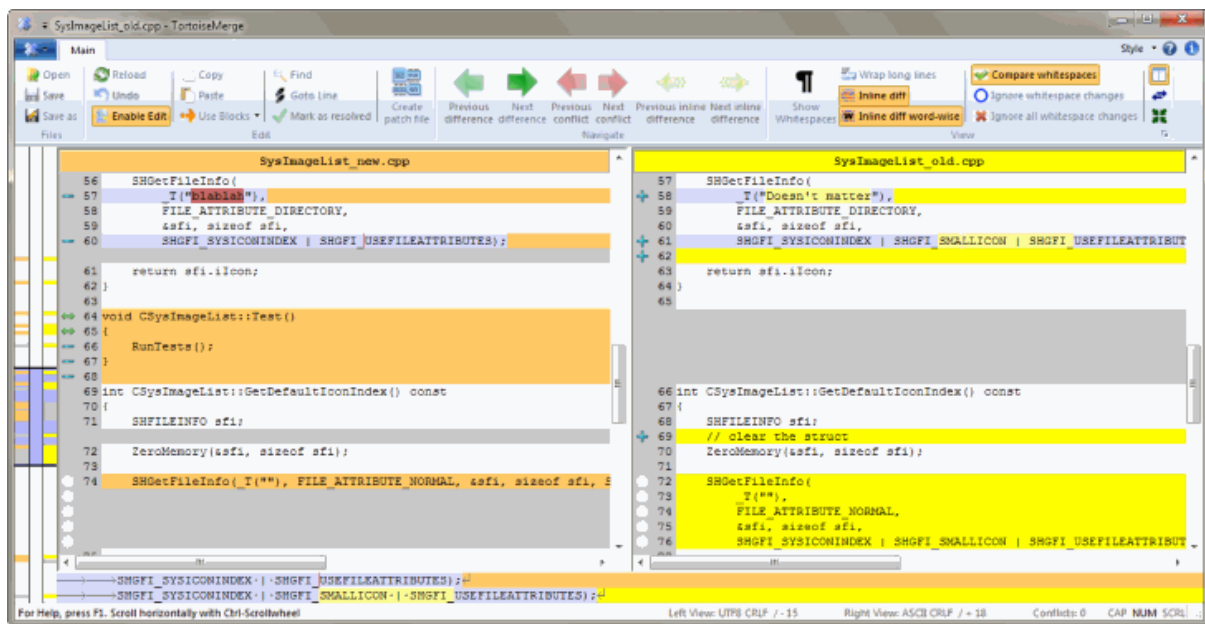 SysImageList_old.cpp - TortoiseMerge
Main
Style
Open
Save
Save as
Files
Reload
Undo
Enable Edit
Copy
Paste
Use Blocks
Find
Goto Line
Mark as resolved
Edit
Create patch file
Previous difference
Next difference
Previous conflict
Next conflict
Previous inline difference
Next inline difference
Navigate
Show Whitespaces
Wrap long lines
Inline diff
Inline diff word-wise
Compare whitespaces
Ignore whitespace changes
Ignore all whitespace changes
View
SysImageList_new.cpp
56 SHGetFileInfo(
57 _T("blablah"),
58 FILE_ATTRIBUTE_DIRECTORY,
59 &sfi, sizeof sfi,
60 SHGFI_SYSICONINDEX | SHGFI_USEFILEATTRIBUTES);
61 return sfi.iIcon;
62 }
63
64 void CSysImageList::Test()
65 {
66 RunTests();
67 }
68
69 int CSysImageList::GetDefaultIconIndex() const
70 {
71 SHFILEINFO sfi;
72 ZeroMemory(&sfi, sizeof sfi);
73
74 SHGetFileInfo(_T(""), FILE_ATTRIBUTE_NORMAL, &sfi, sizeof sfi, S
SysImageList_old.cpp
57 SHGetFileInfo(
58 _T("Doesn't matter"),
59 FILE_ATTRIBUTE_DIRECTORY,
60 &sfi, sizeof sfi,
61 SHGFI_SYSICONINDEX | SHGFI_SMALLICON | SHGFI_USEFILEATTRIBUT
62
63 return sfi.iIcon;
64 }
65
66 int CSysImageList::GetDefaultIconIndex() const
67 {
68 SHFILEINFO sfi;
69 // clear the struct
70 ZeroMemory(&sfi, sizeof sfi);
71
72 SHGetFileInfo(
73 _T(""),
74 FILE_ATTRIBUTE_NORMAL,
75 &sfi, sizeof sfi,
76 SHGFI_SYSICONINDEX | SHGFI_SMALLICON | SHGFI_USEFILEATTRIBUT
SHGFI_SYSICONINDEX·|·SHGFI_USEFILEATTRIBUTES);
SHGFI_SYSICONINDEX·|·SHGFI_SMALLICON·|·SHGFI_USEFILEATTRIBUTES);
For Help, press F1. Scroll horizontally with Ctrl-Scrollwheel
Left View: UTF8 CRLF / - 15
Right View: ASCII CRLF / + 18
Conflicts: 0
CAP NUM SCRL